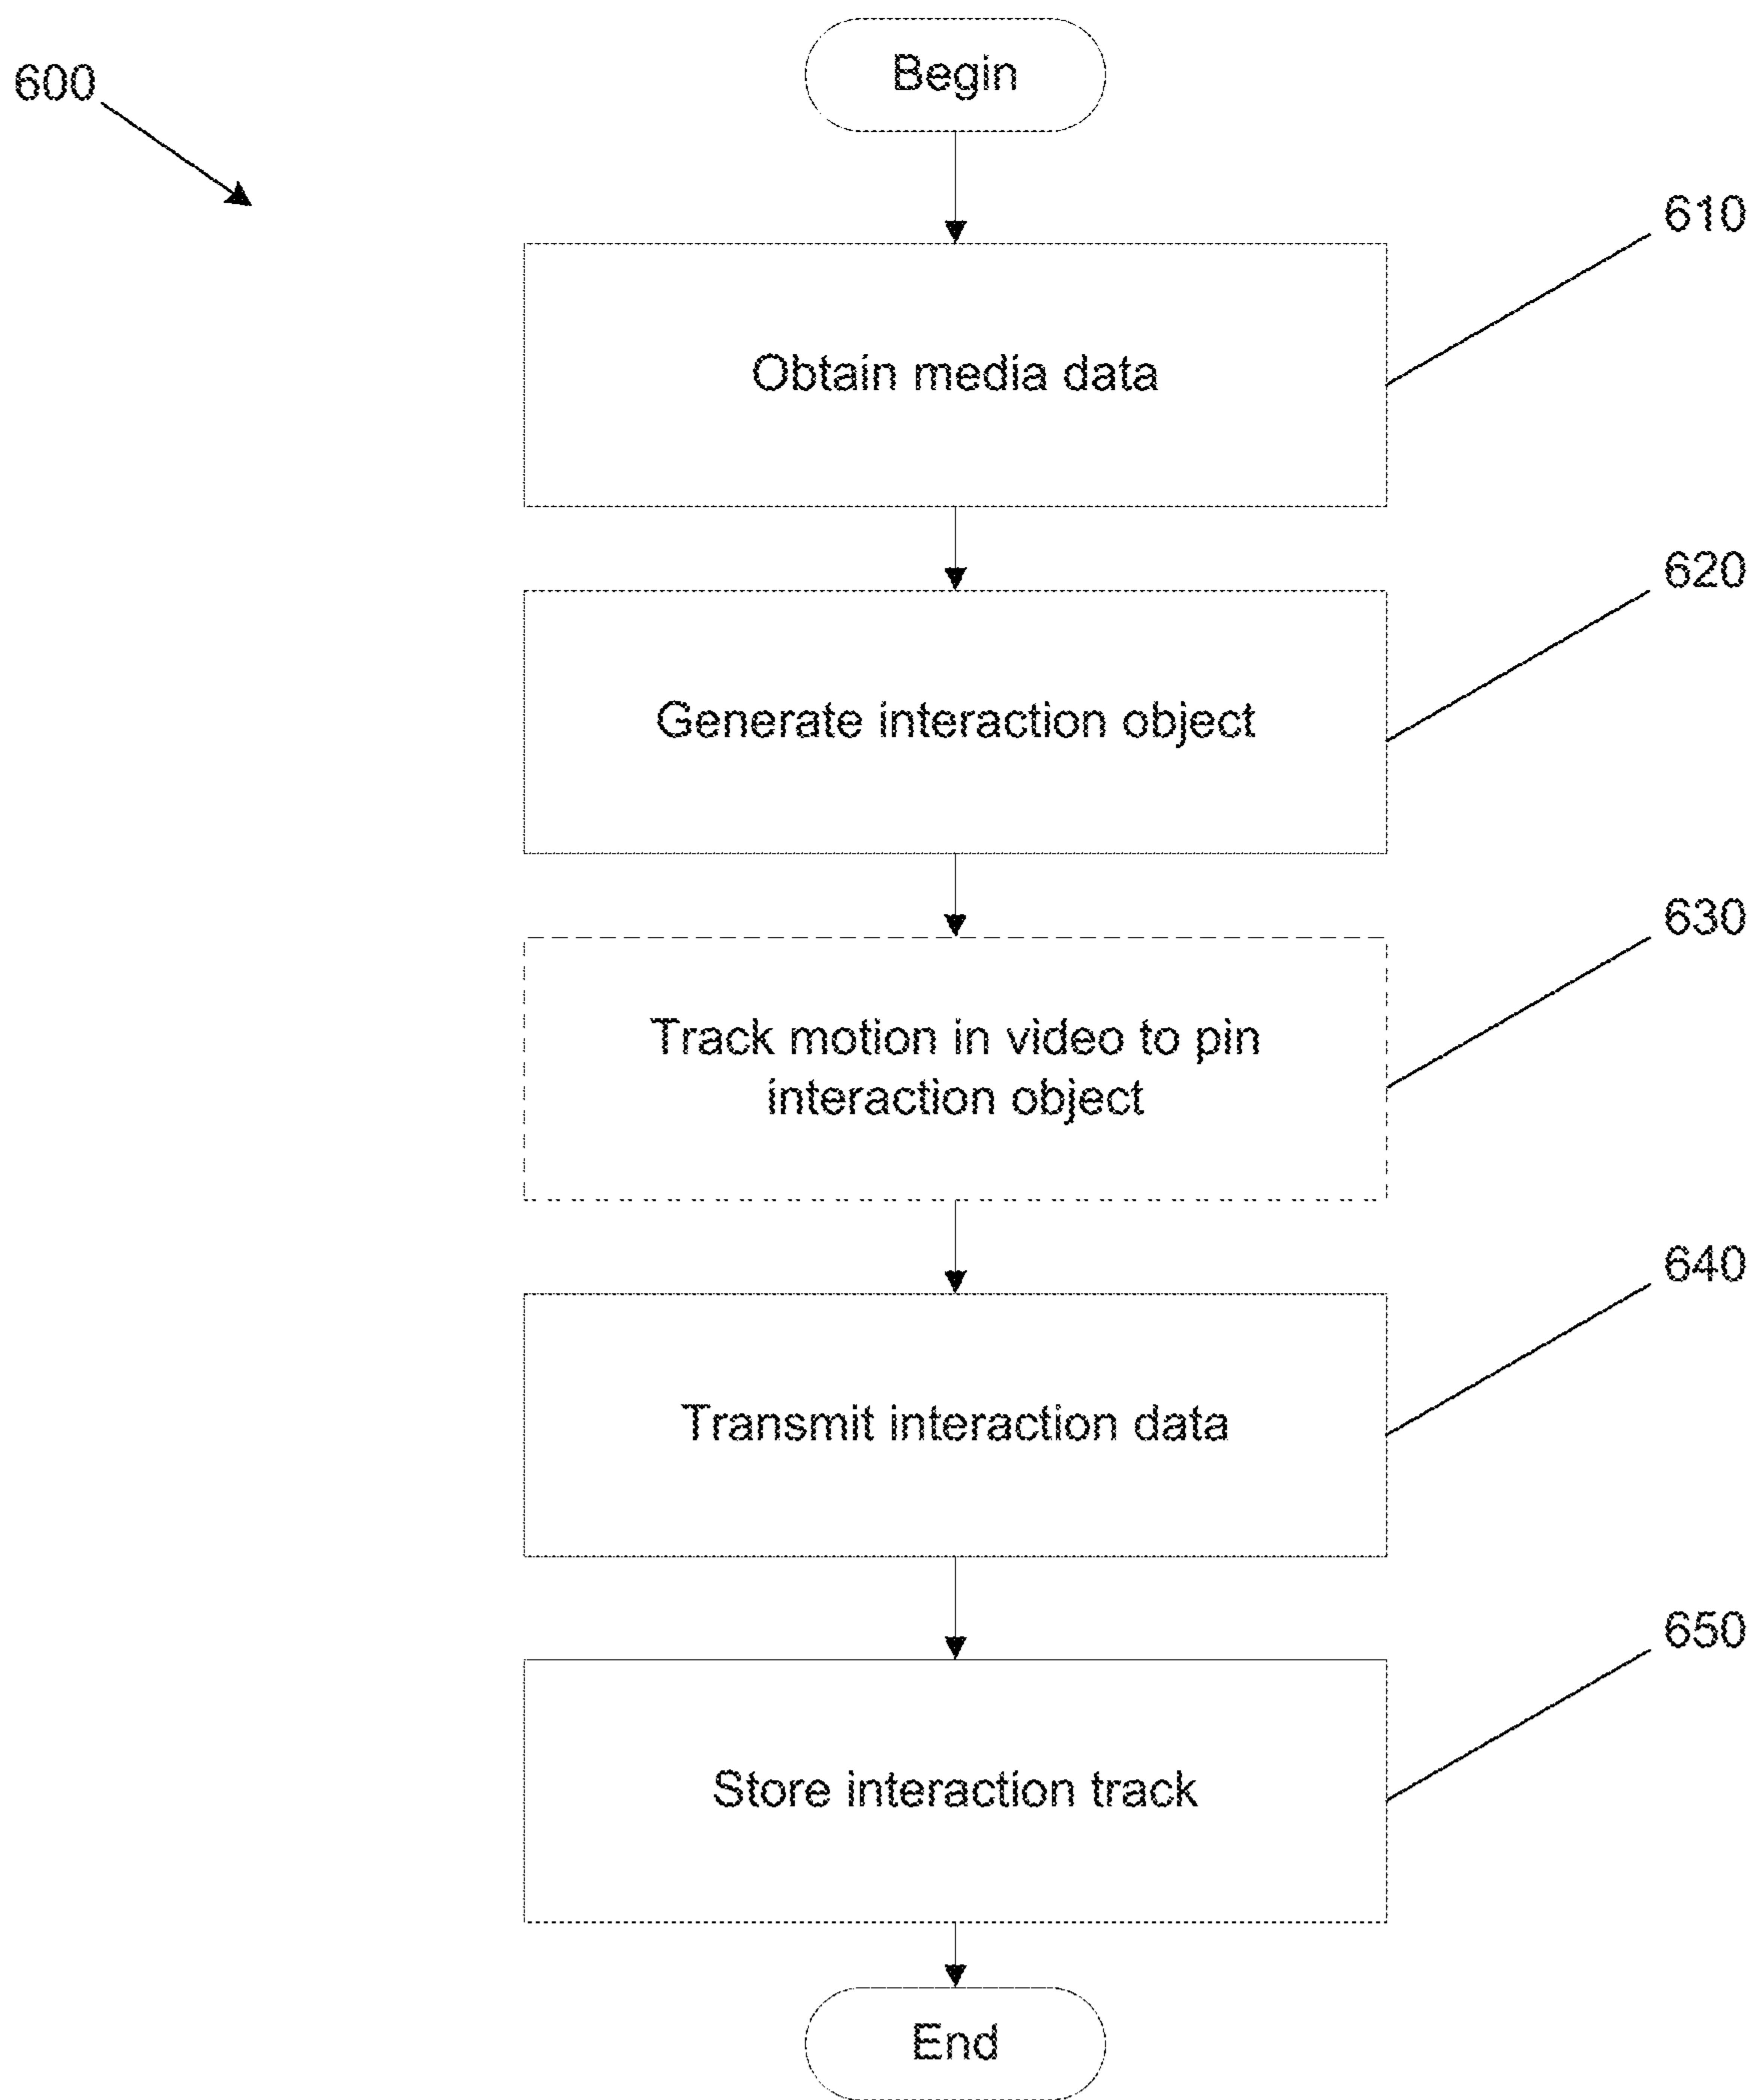 600
Begin
610
Obtain media data
620
Generate interaction object
630
Track motion in video to pin
interaction object
640
Transmit interaction data
650
Store interaction track
End